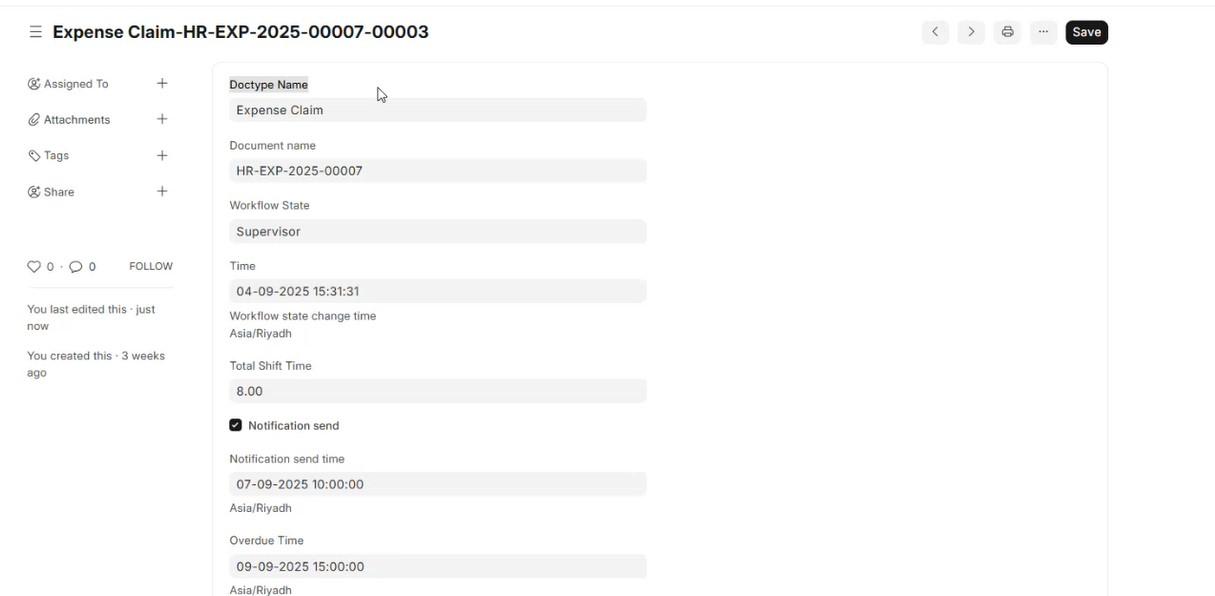 Expense Claim-HR-EXP-2025-00007-00003
Save
Assigned To
Attachments
Tags
Share
0 · 0 FOLLOW
You last edited this · just
now
You created this · 3 weeks
ago
Doctype Name
Expense Claim
Document name
HR-EXP-2025-00007
Workflow State
Supervisor
Time
04-09-2025 15:31:31
Workflow state change time
Asia/Riyadh
Total Shift Time
8.00
Notification send
Notification send time
07-09-2025 10:00:00
Asia/Riyadh
Overdue Time
09-09-2025 15:00:00
Asia/Riyadh